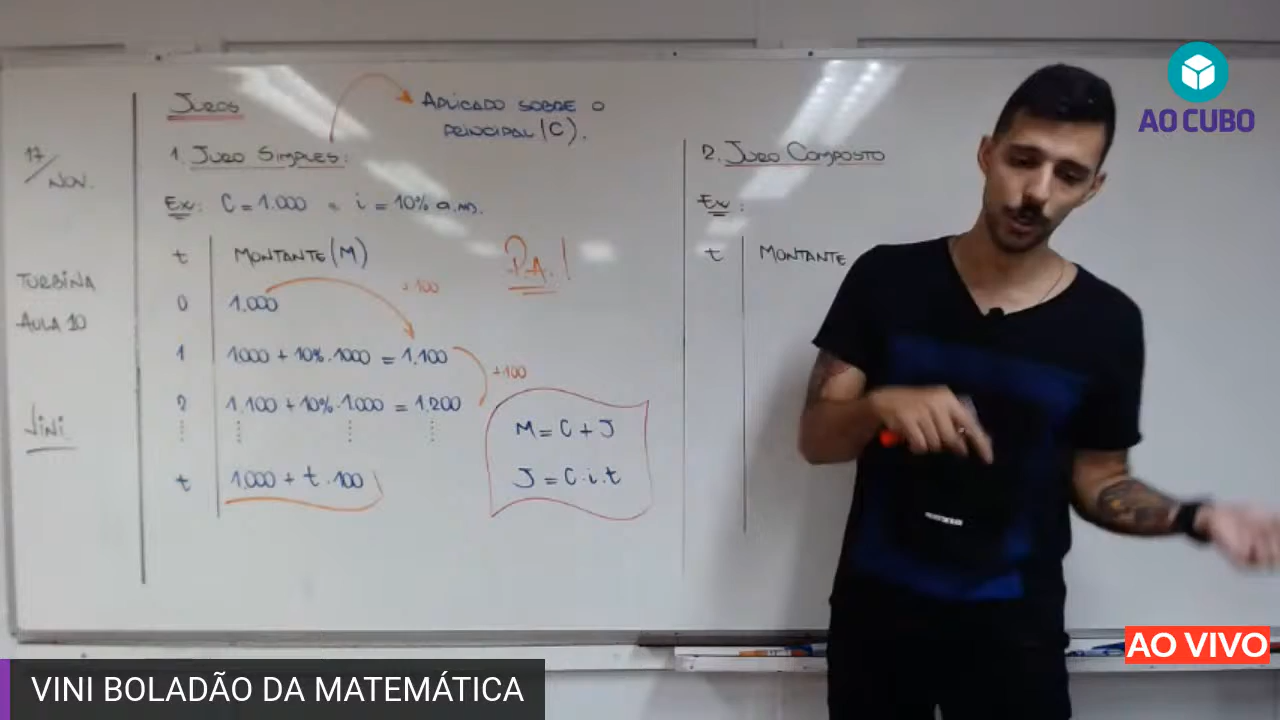 17/NOV.
TURBINA
AULA 10
Vini
JUROS
APLICADO SOBRE O
PRINCIPAL (C).
1. JURO SIMPLES:
Ex: C = 1.000 - i = 10% a.m.
t MONTANTE (M)
P.A.!
0 1.000
+100
1 1000 + 10%.1000 = 1.100
+100
2 1.100 + 10%.1.000 = 1.200
t 1.000 + t.100
M = C + J
J = C.i.t
2. JURO COMPOSTO
Ex:
t MONTANTE
AO CUBO
AO VIVO
VINI BOLADÃO DA MATEMÁTICA